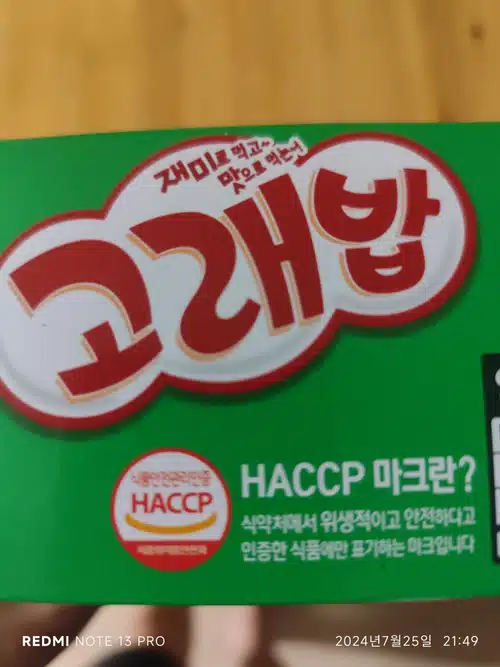 재미로 먹고~
맛으로 먹는~
고래밥
식품안전관리인증
HACCP
HACCP 마크란?
식약처에서 위생적이고 안전하다고
인증한 식품에만 표기하는 마크입니다
REDMI NOTE 13 PRO
2024년7월25일 21:49